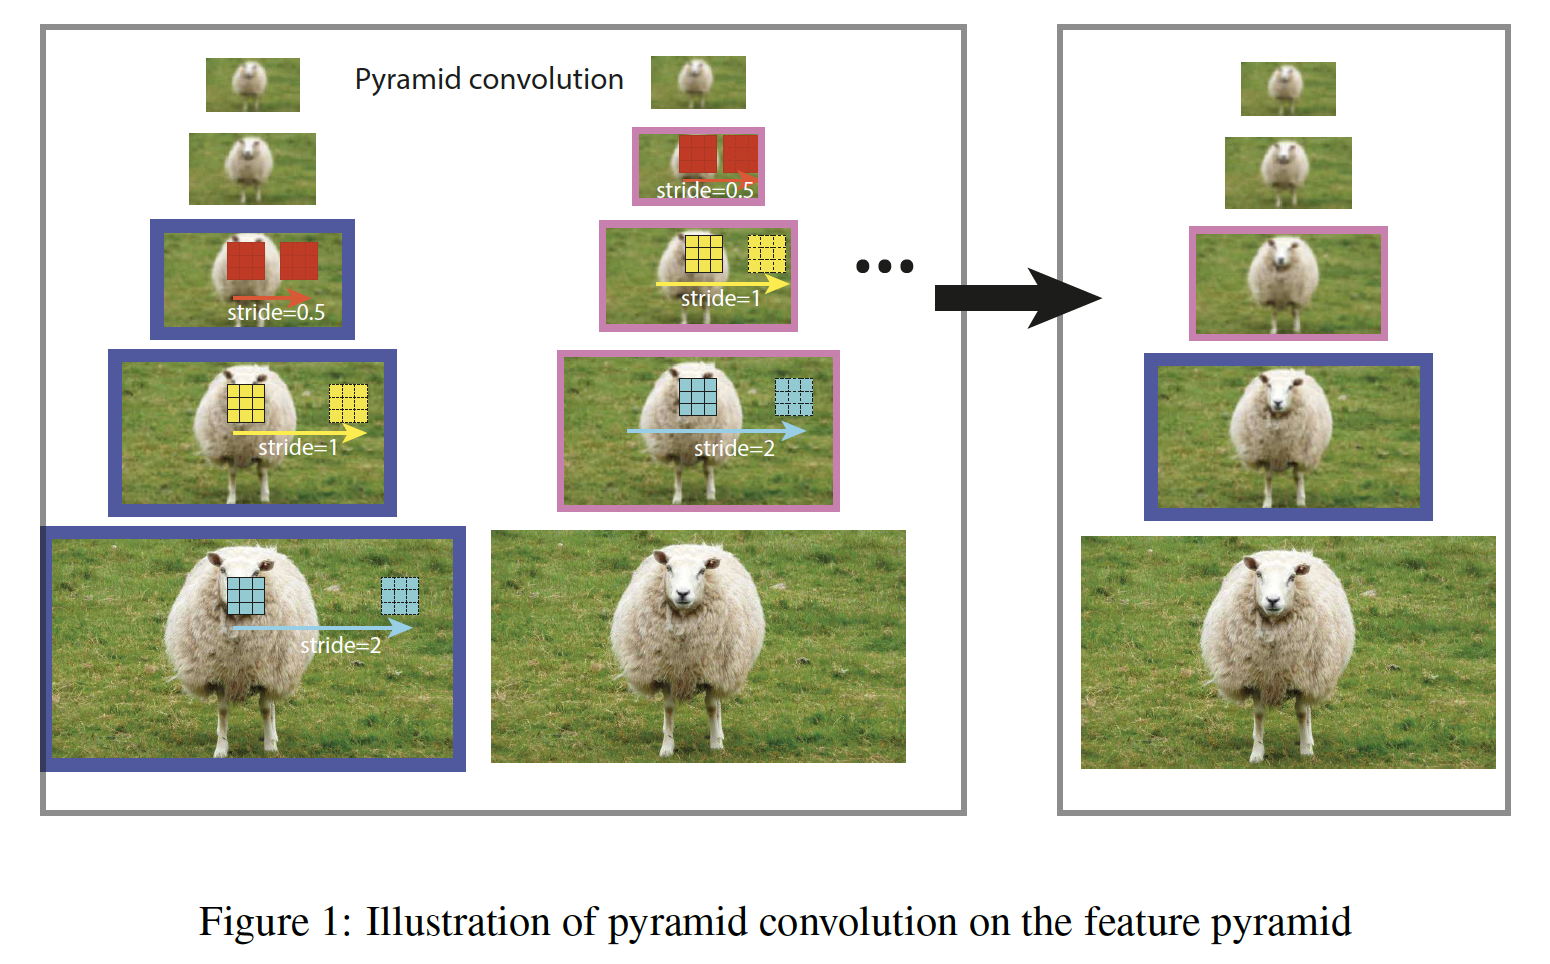 Pyramid convolution
stride=0.5
stride=0.5
stride=1
stride=1
stride=2
stride=2
Figure 1: Illustration of pyramid convolution on the feature pyramid